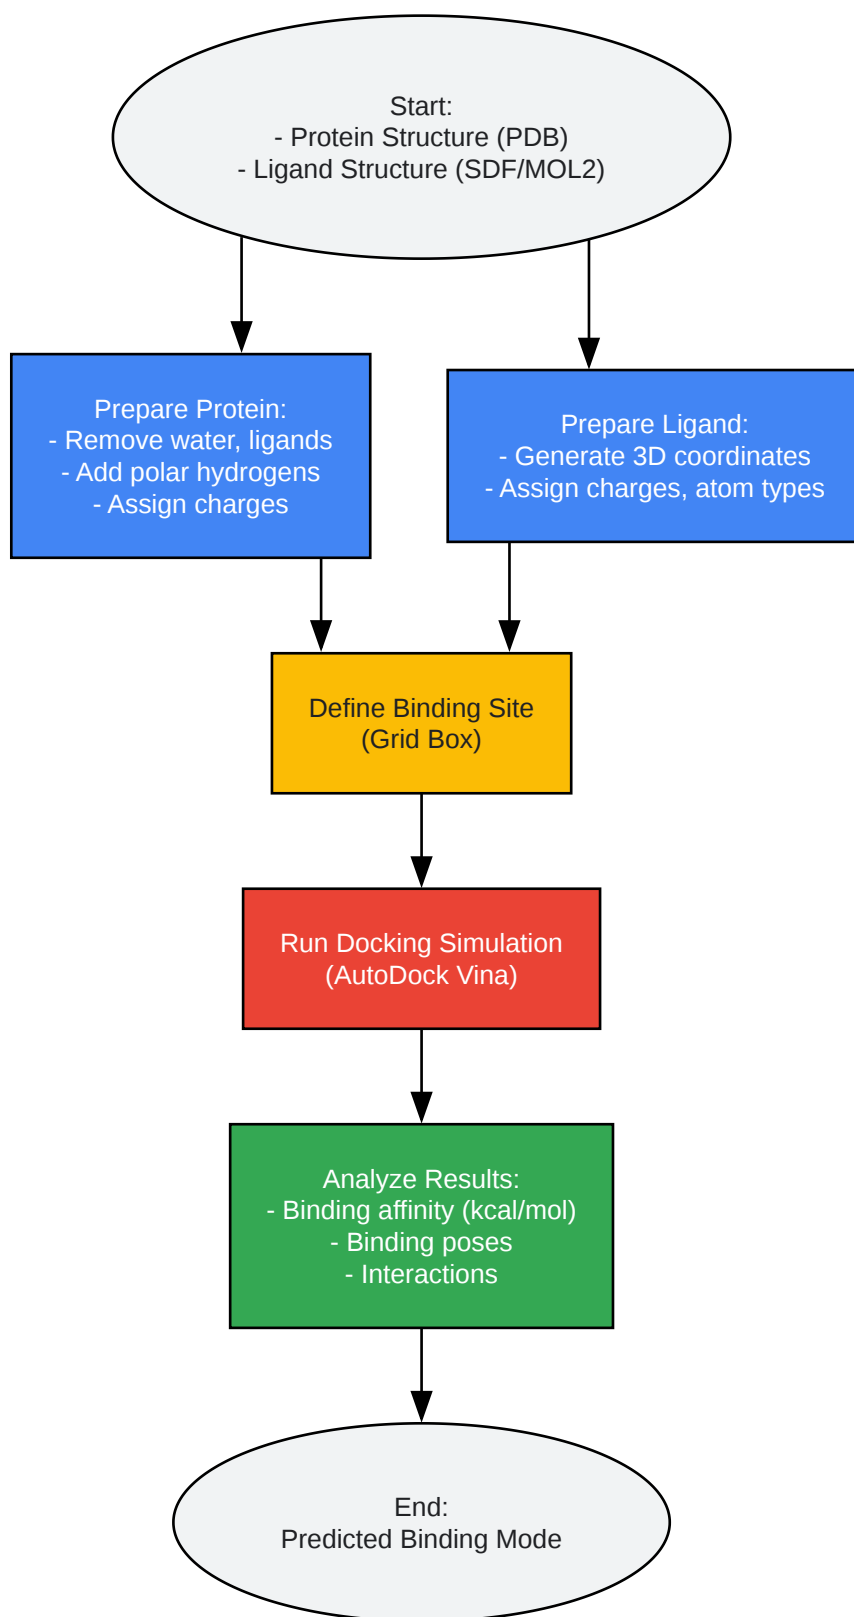 Start:
- Protein Structure (PDB)
- Ligand Structure (SDF/MOL2)
Prepare Protein:
- Remove water, ligands
- Add polar hydrogens
- Assign charges
Prepare Ligand:
- Generate 3D coordinates
- Assign charges, atom types
Define Binding Site
(Grid Box)
Run Docking Simulation
(AutoDock Vina)
Analyze Results:
- Binding affinity (kcal/mol)
- Binding poses
- Interactions
End:
Predicted Binding Mode